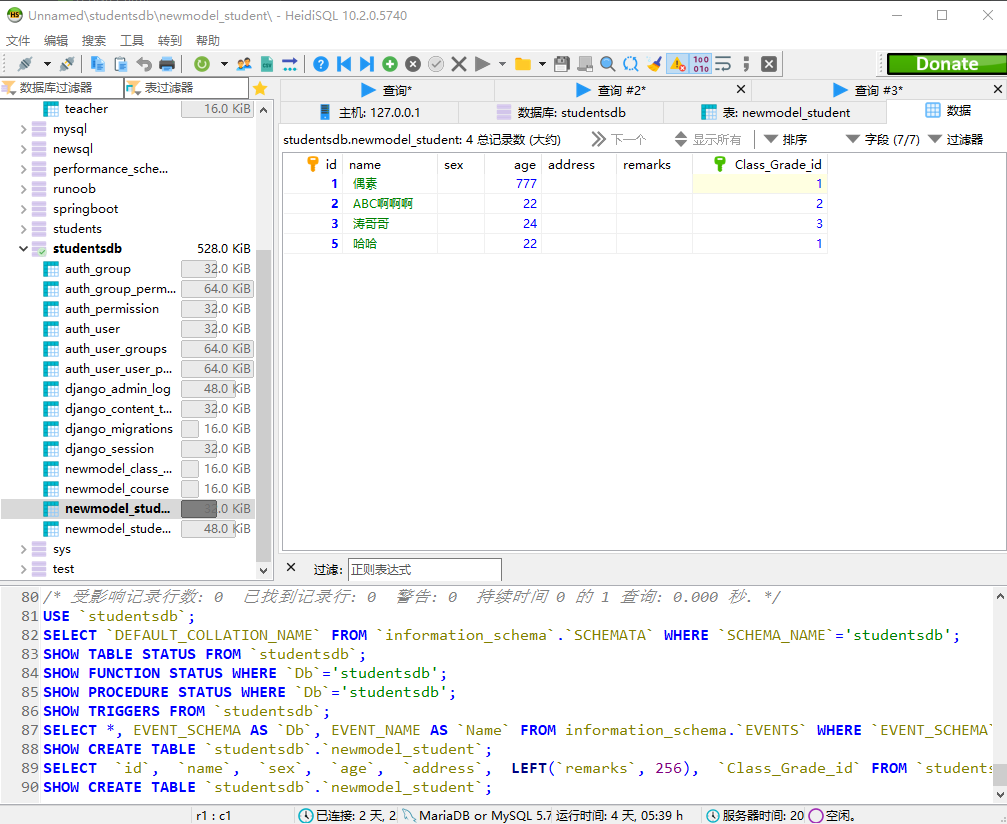 Unnamed\studentsdb\newmodel_student\ - HeidiSQL 10.2.0.5740
文件 编辑 搜索 工具 转到 帮助
Donate
数据库过滤器 表过滤器
查询* 查询 #2* 查询 #3*
主机: 127.0.0.1 数据库: studentsdb 表: newmodel_student 数据
studentsdb.newmodel_student: 4 总记录数 (大约) 下一个 显示所有 排序 字段 (7/7) 过滤器
id name sex age address remarks Class_Grade_id
1 偶素 777 1
2 ABC啊啊啊 22 2
3 涛哥哥 24 3
5 哈哈 22 1
teacher 16.0 KiB
mysql
newsql
performance_sche...
runoob
springboot
students
studentsdb 528.0 KiB
auth_group 32.0 KiB
auth_group_perm... 64.0 KiB
auth_permission 32.0 KiB
auth_user 32.0 KiB
auth_user_groups 64.0 KiB
auth_user_user_p... 64.0 KiB
django_admin_log 48.0 KiB
django_content_t... 32.0 KiB
django_migrations 16.0 KiB
django_session 32.0 KiB
newmodel_class_... 16.0 KiB
newmodel_course 16.0 KiB
newmodel_stud... 32.0 KiB
newmodel_stude... 48.0 KiB
sys
test
过滤: 正则表达式
80 /* 受影响记录行数: 0 已找到记录行: 0 警告: 0 持续时间 0 的 1 查询: 0.000 秒. */
81 USE `studentsdb`;
82 SELECT `DEFAULT_COLLATION_NAME` FROM `information_schema`.`SCHEMATA` WHERE `SCHEMA_NAME`='studentsdb';
83 SHOW TABLE STATUS FROM `studentsdb`;
84 SHOW FUNCTION STATUS WHERE `Db`='studentsdb';
85 SHOW PROCEDURE STATUS WHERE `Db`='studentsdb';
86 SHOW TRIGGERS FROM `studentsdb`;
87 SELECT *, EVENT_SCHEMA AS `Db`, EVENT_NAME AS `Name` FROM information_schema.`EVENTS` WHERE `EVENT_SCHEMA`
88 SHOW CREATE TABLE `studentsdb`.`newmodel_student`;
89 SELECT `id`, `name`, `sex`, `age`, `address`, LEFT(`remarks`, 256), `Class_Grade_id` FROM `students
90 SHOW CREATE TABLE `studentsdb`.`newmodel_student`;
r1 : c1 已连接: 2 天, 2 MariaDB or MySQL 5.7 运行时间: 4 天, 05:39 h 服务器时间: 20 空闲。